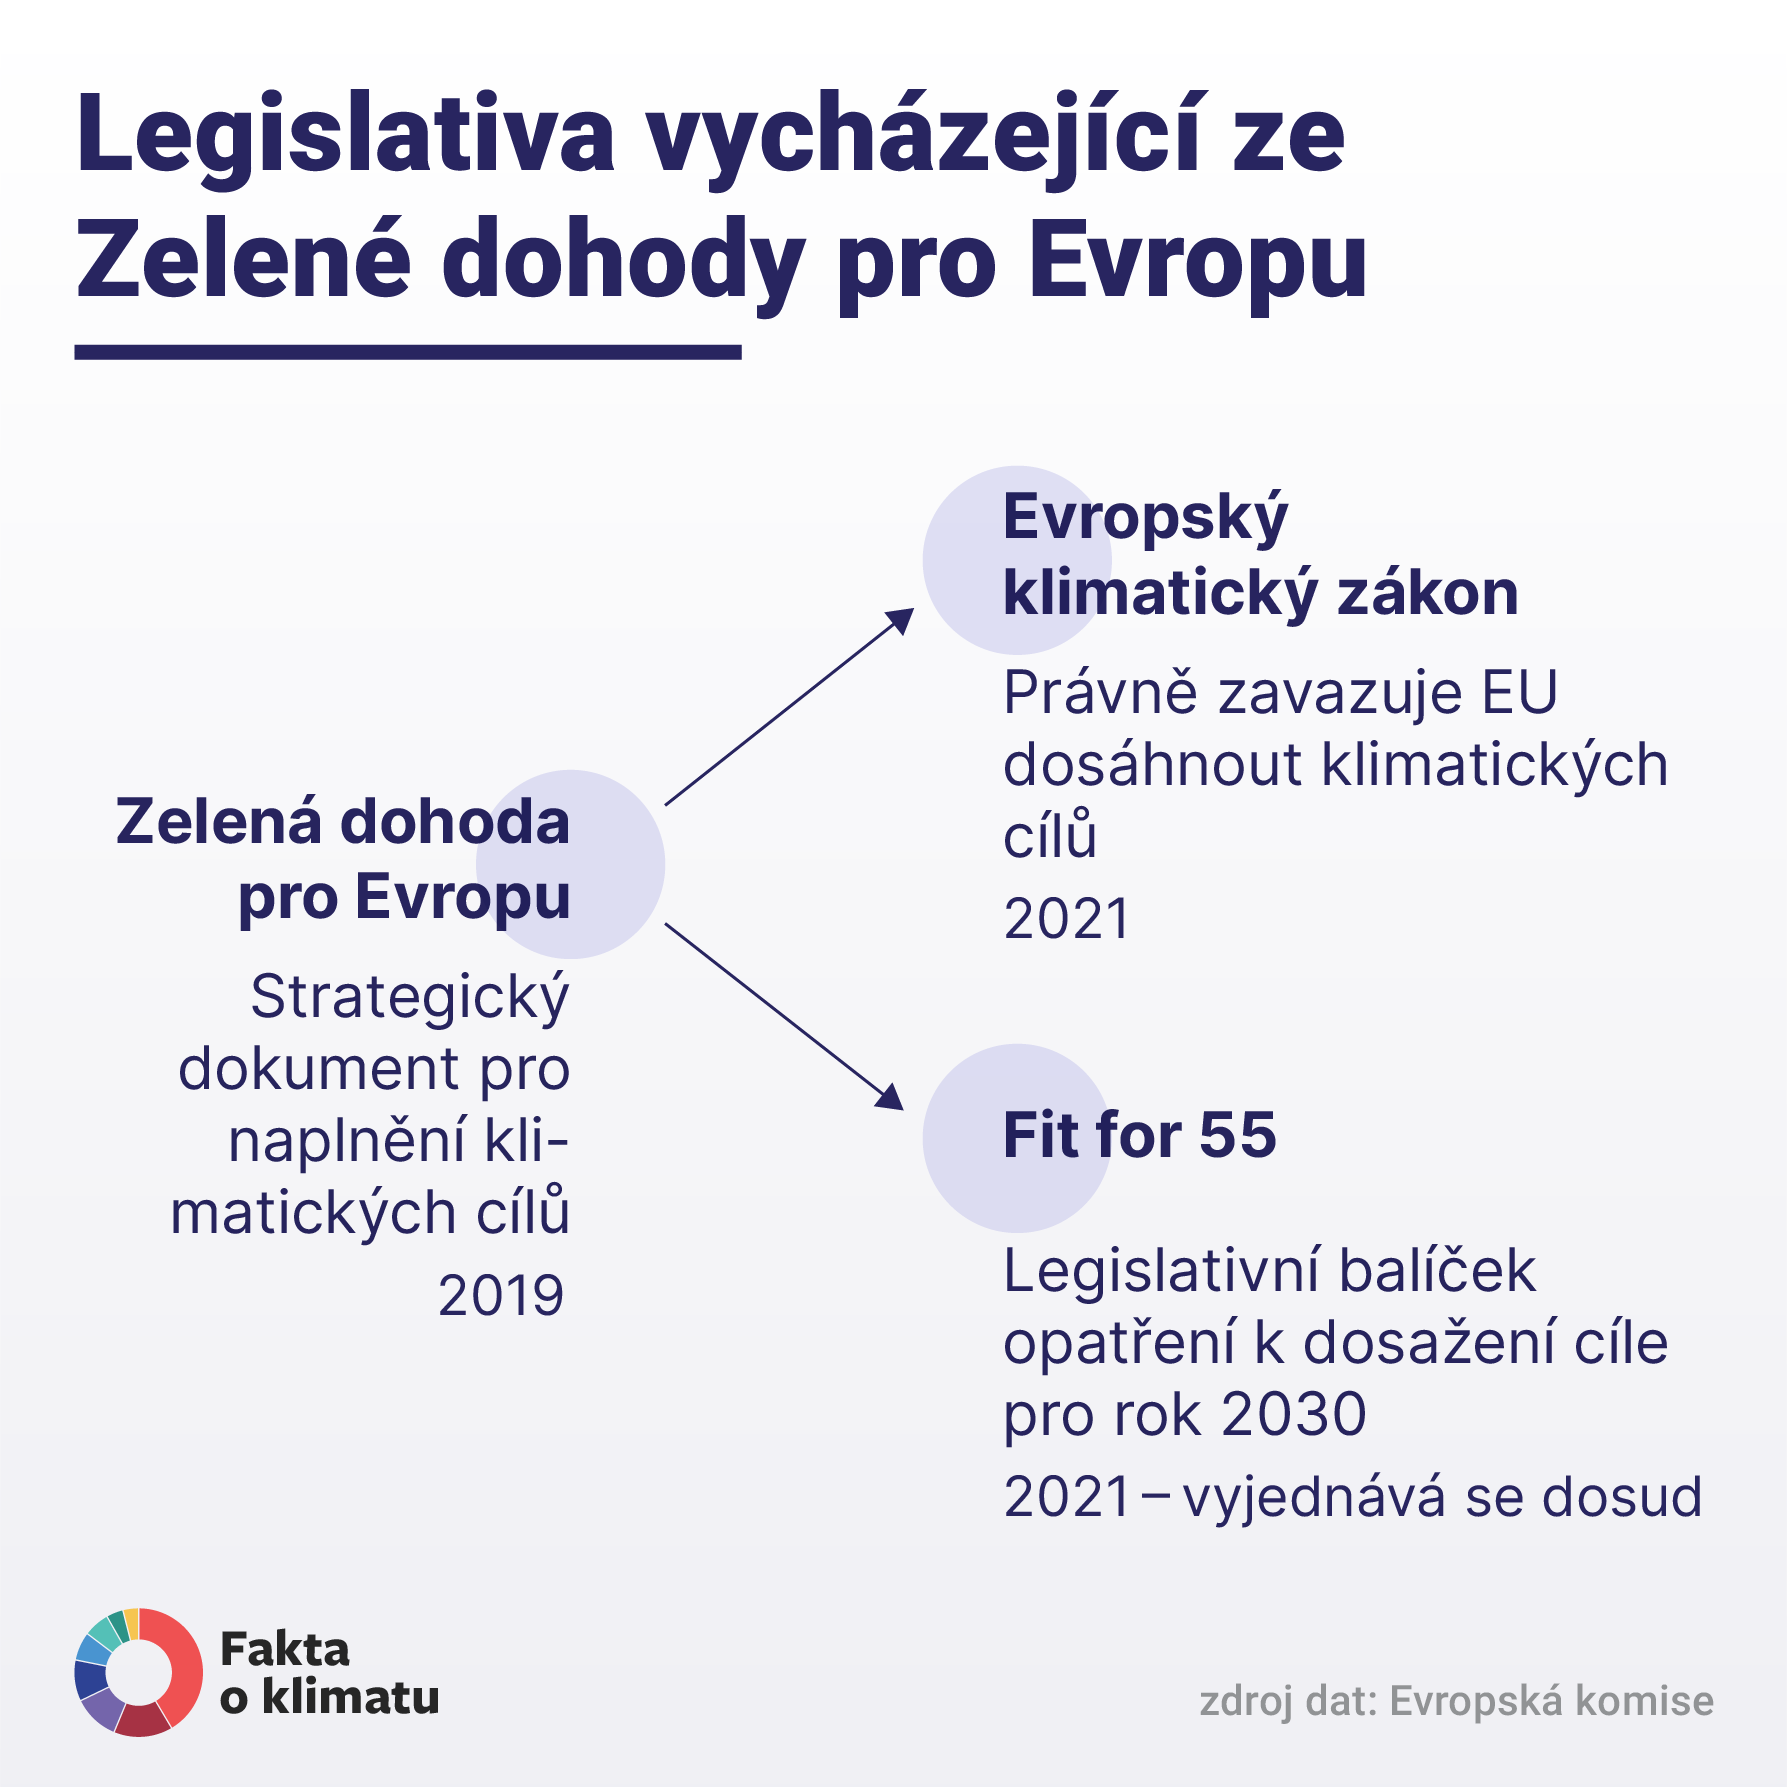 Legislativa vycházející ze
Zelené dohody pro Evropu
Zelená dohoda
pro Evropu
Strategický
dokument pro
naplnění kli-
matických cílů
2019
Evropský
klimatický zákon
Právně zavazuje EU
dosáhnout klimatických
cílů
2021
Fit for 55
Legislativní balíček
opatření k dosažení cíle
pro rok 2030
2021 – vyjednává se dosud
Fakta
o klimatu
zdroj dat: Evropská komise